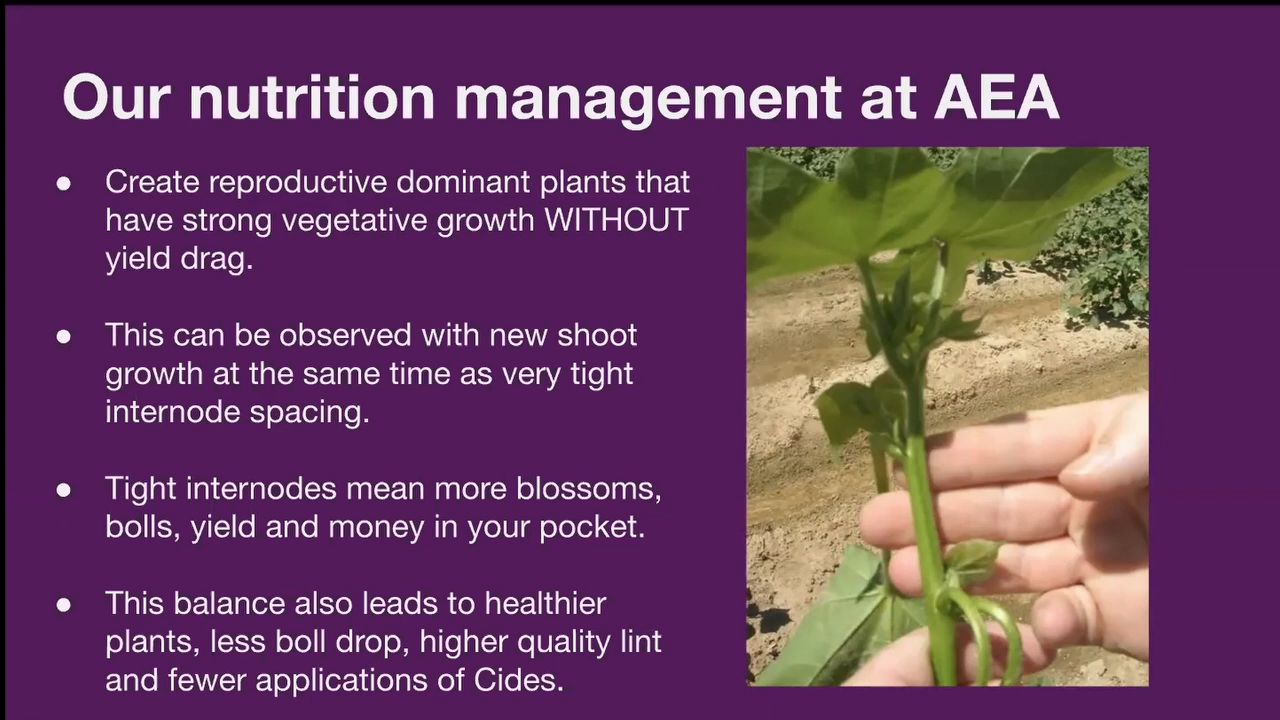 Our nutrition management at AEA
● Create reproductive dominant plants that
have strong vegetative growth WITHOUT
yield drag.
● This can be observed with new shoot
growth at the same time as very tight
internode spacing.
● Tight internodes mean more blossoms,
bolls, yield and money in your pocket.
● This balance also leads to healthier
plants, less boll drop, higher quality lint
and fewer applications of Cides.